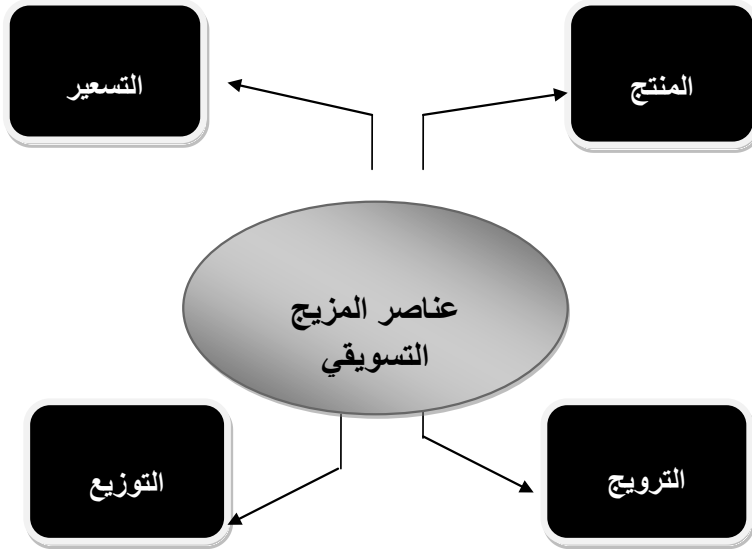 المنتج
التسعير
عناصر المزيج
التسويقي
الترويج
التوزيع